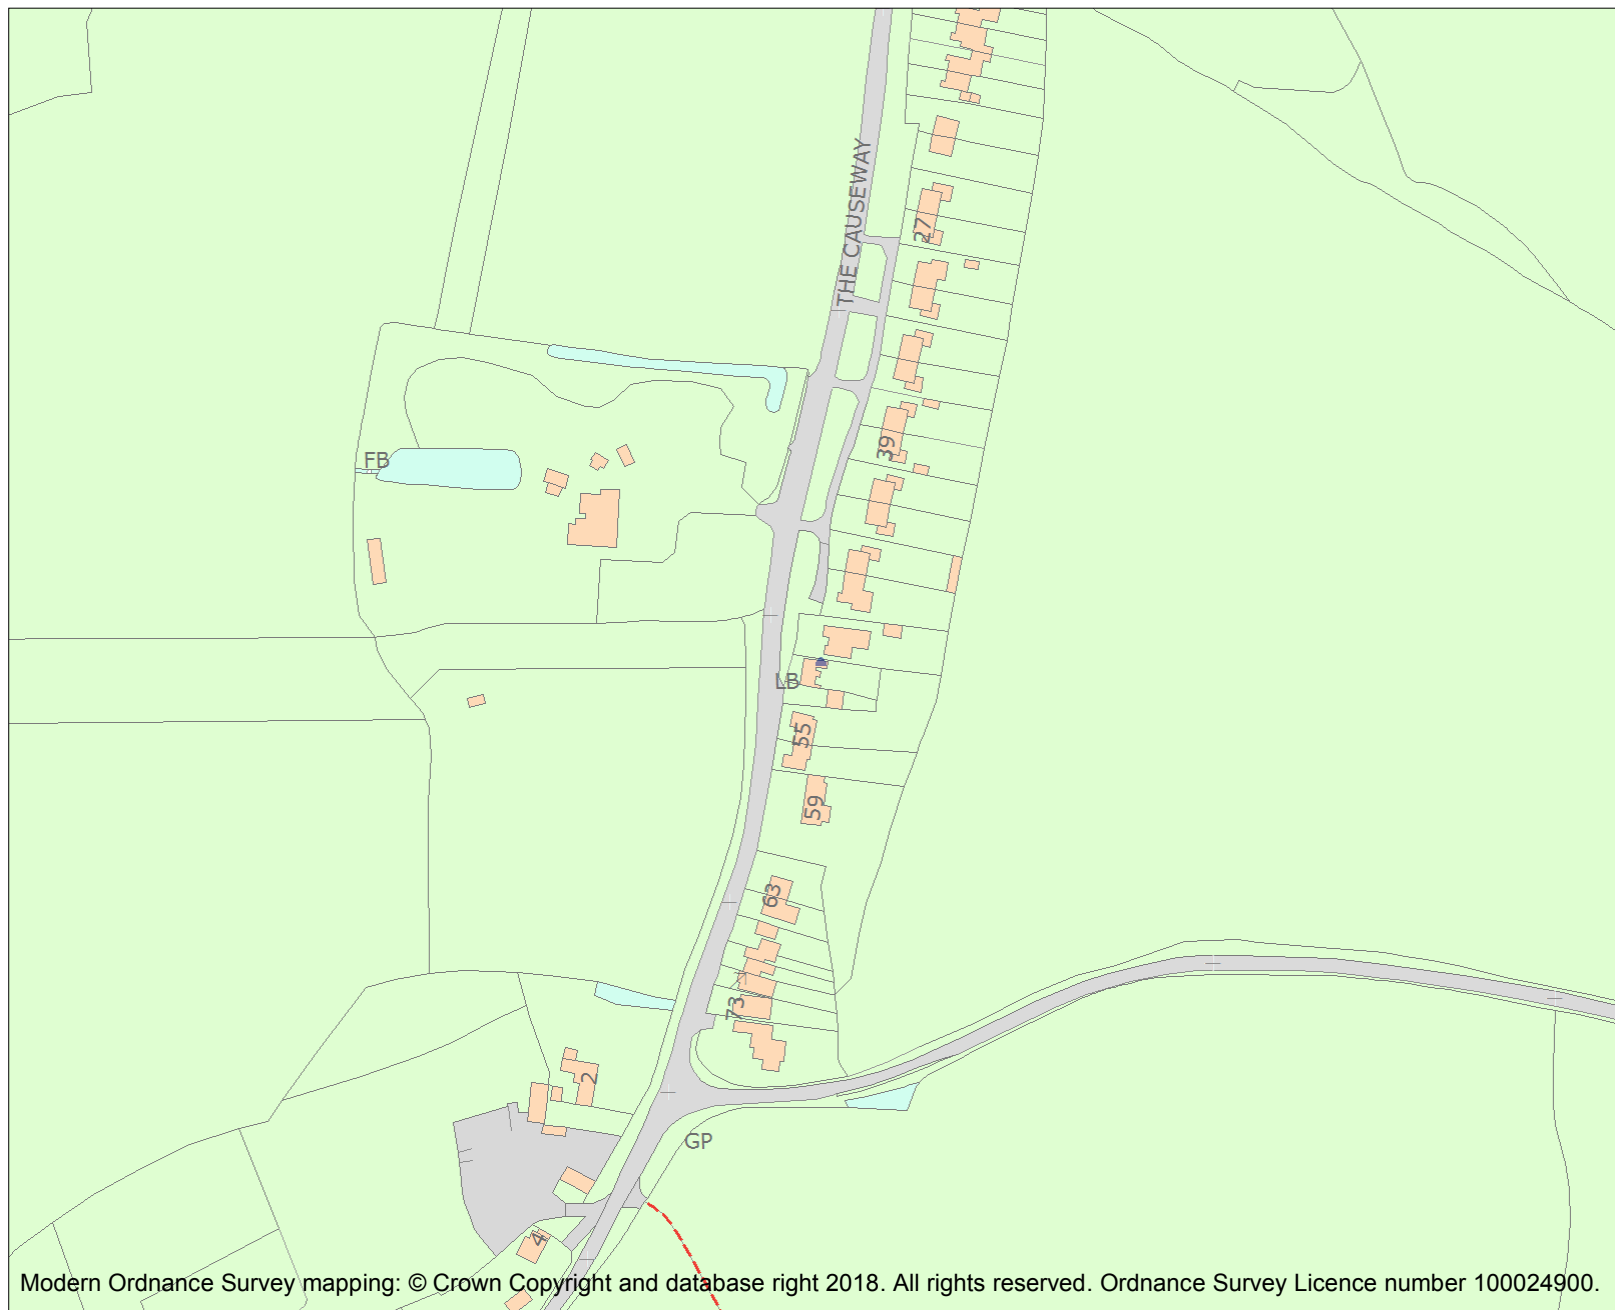 THE CAUSEWAY
27
39
FB
LB
55
59
63
73
2
GP
4
Modern Ordnance Survey mapping: © Crown Copyright and database right 2018. All rights reserved. Ordnance Survey Licence number 100024900.